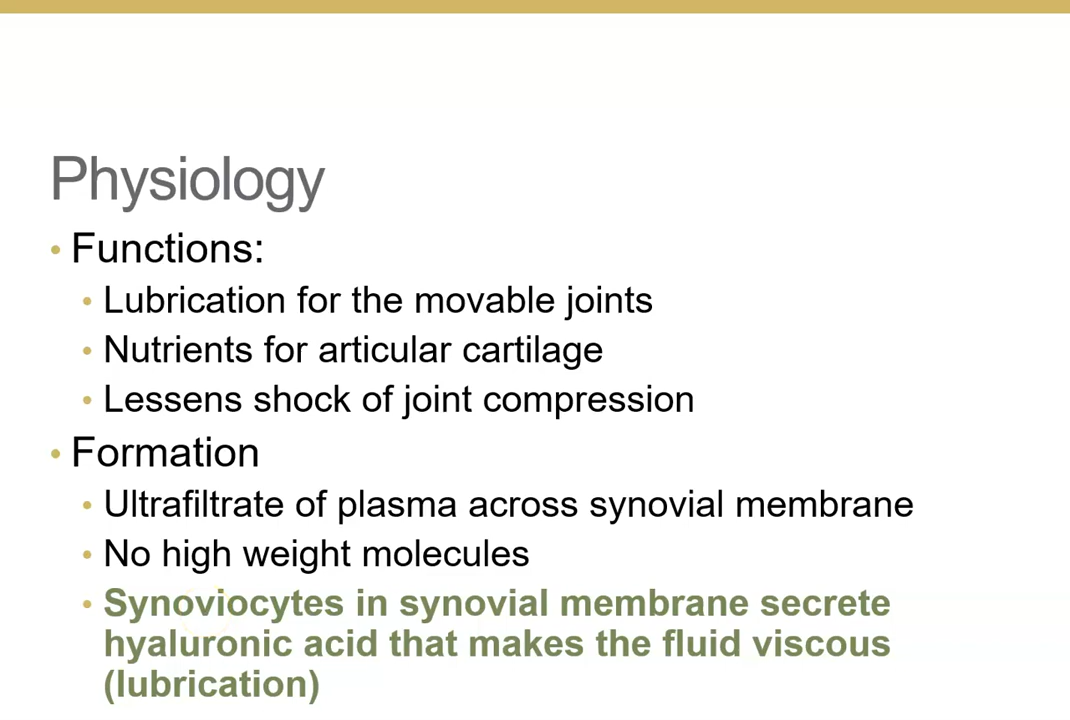 Physiology
• Functions:
• Lubrication for the movable joints
• Nutrients for articular cartilage
• Lessens shock of joint compression
• Formation
• Ultrafiltrate of plasma across synovial membrane
• No high weight molecules
• Synoviocytes in synovial membrane secrete
hyaluronic acid that makes the fluid viscous
(lubrication)